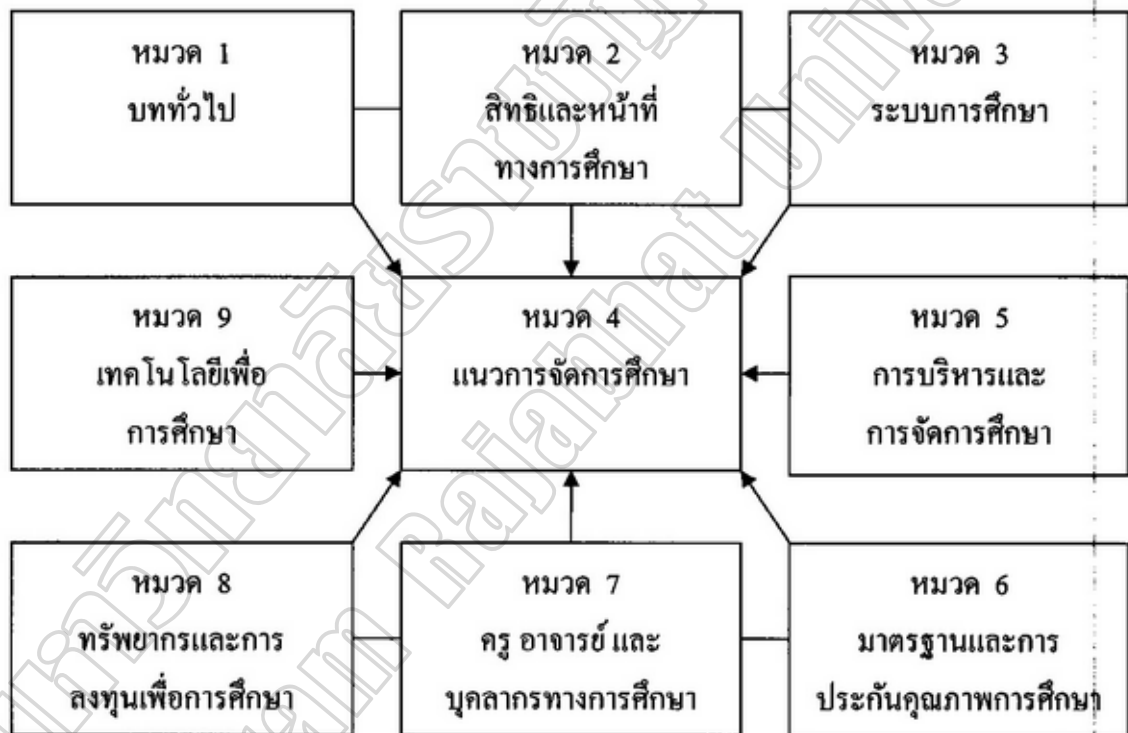 หมวด 1
บททั่วไป
หมวด 2
สิทธิและหน้าที่
ทางการศึกษา
หมวด 3
ระบบการศึกษา
หมวด 9
เทคโนโลยีเพื่อ
การศึกษา
หมวด 4
แนวการจัดการศึกษา
หมวด 5
การบริหารและ
การจัดการศึกษา
หมวด 8
ทรัพยากรและการ
ลงทุนเพื่อการศึกษา
หมวด 7
ครู อาจารย์ และ
บุคลากรทางการศึกษา
หมวด 6
มาตรฐานและการ
ประกันคุณภาพการศึกษา
Rajabhat